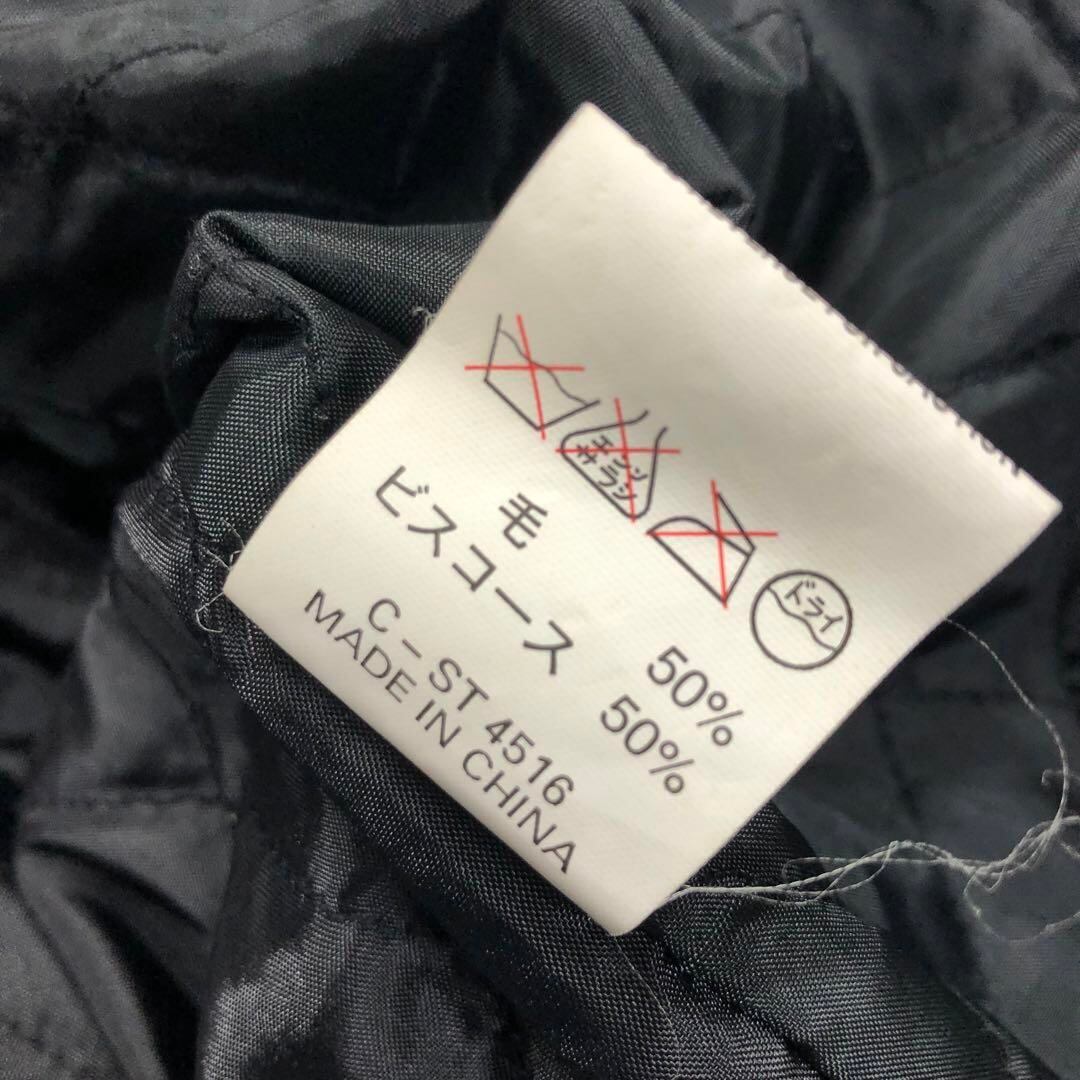 エンソ
サラシ
ドライ
毛 50%
ビスコース 50%
C－ST 4516
MADE IN CHINA